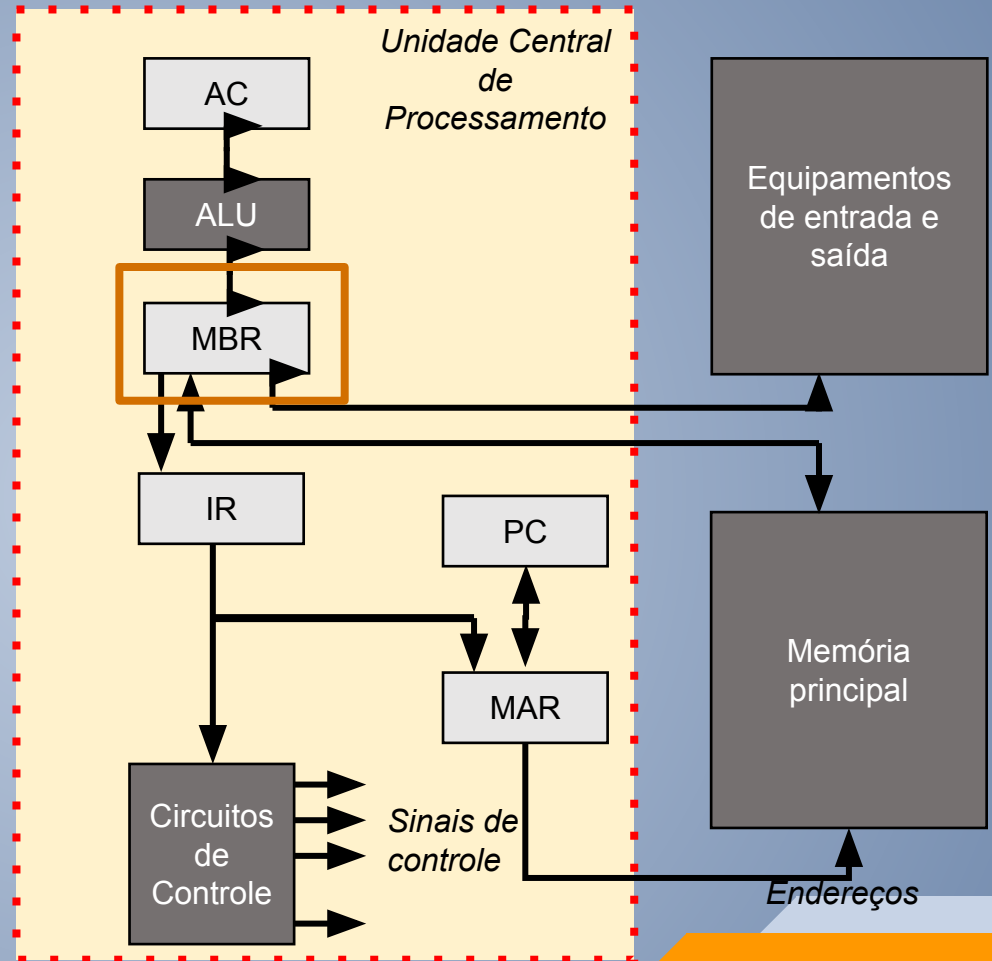 Unidade Central
de
Processamento
AC
ALU
MBR
IR
PC
MAR
Circuitos
de
Controle
Sinais de
controle
Equipamentos
de entrada e
saída
Memória
principal
Endereços